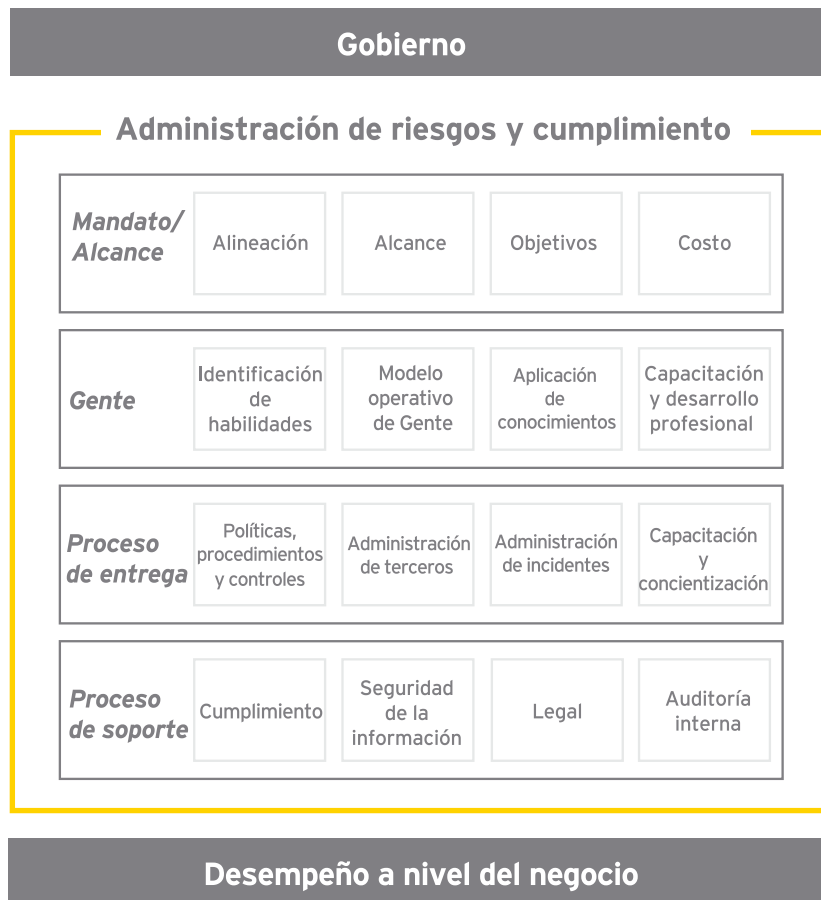 Gobierno
Administración de riesgos y cumplimiento
Mandato/
Alcance
Alineación
Alcance
Objetivos
Costo
Gente
Identificación
de
habilidades
Modelo
operativo
de Gente
Aplicación
de
conocimientos
Capacitación
y desarrollo
profesional
Proceso
de entrega
Políticas,
procedimientos
y controles
Administración
de terceros
Administración
de incidentes
Capacitación
y
concientización
Proceso
de soporte
Cumplimiento
Seguridad
de la
información
Legal
Auditoría
interna
Desempeño a nivel del negocio